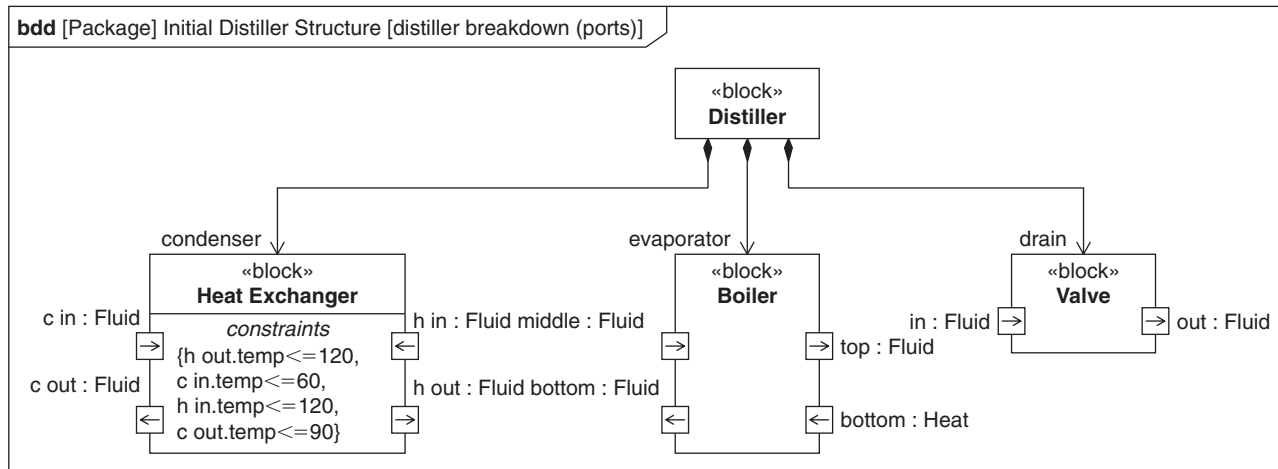 bdd [Package] Initial Distiller Structure [distiller breakdown (ports)]
«block»
Distiller
condenser
evaporator
drain
«block»
Heat Exchanger
constraints
{h out.temp<=120,
c in.temp<=60,
h in.temp<=120,
c out.temp<=90}
c in : Fluid
c out : Fluid
h in : Fluid
h out : Fluid
«block»
Boiler
middle : Fluid
bottom : Fluid
top : Fluid
bottom : Heat
«block»
Valve
in : Fluid
out : Fluid